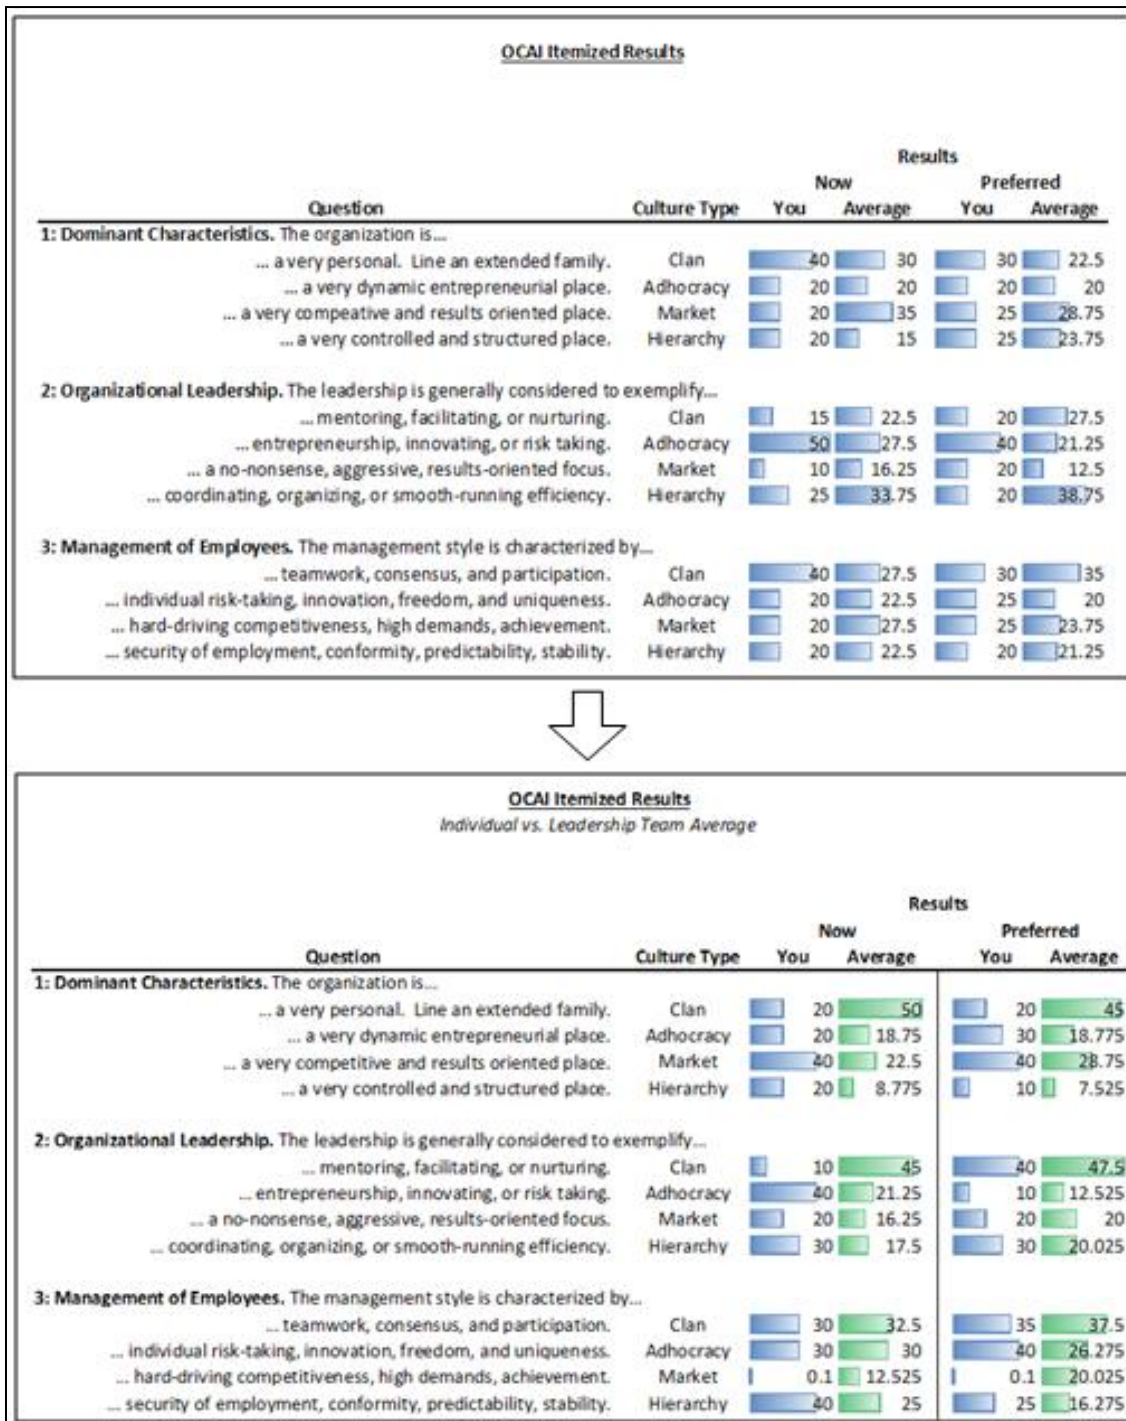 OCAI Itemized Results
Results
Now Preferred
Question Culture Type You Average You Average
1: Dominant Characteristics. The organization is...
... a very personal. Line an extended family. Clan 40 30 30 22.5
... a very dynamic entrepreneurial place. Adhocracy 20 20 20 20
... a very compeative and results oriented place. Market 20 35 25 28.75
... a very controlled and structured place. Hierarchy 20 15 25 23.75
2: Organizational Leadership. The leadership is generally considered to exemplify...
... mentoring, facilitating, or nurturing. Clan 15 22.5 20 27.5
... entrepreneurship, innovating, or risk taking. Adhocracy 50 27.5 40 21.25
... a no-nonsense, aggressive, results-oriented focus. Market 10 16.25 20 12.5
... coordinating, organizing, or smooth-running efficiency. Hierarchy 25 33.75 20 38.75
3: Management of Employees. The management style is characterized by...
... teamwork, consensus, and participation. Clan 40 27.5 30 35
... individual risk-taking, innovation, freedom, and uniqueness. Adhocracy 20 22.5 25 20
... hard-driving competitiveness, high demands, achievement. Market 20 27.5 25 23.75
... security of employment, conformity, predictability, stability. Hierarchy 20 22.5 20 21.25
OCAI Itemized Results
Individual vs. Leadership Team Average
Results
Now Preferred
Question Culture Type You Average You Average
1: Dominant Characteristics. The organization is...
... a very personal. Line an extended family. Clan 20 50 20 45
... a very dynamic entrepreneurial place. Adhocracy 20 18.75 30 18.775
... a very competitive and results oriented place. Market 40 22.5 40 28.75
... a very controlled and structured place. Hierarchy 20 8.775 10 7.525
2: Organizational Leadership. The leadership is generally considered to exemplify...
... mentoring, facilitating, or nurturing. Clan 10 45 40 47.5
... entrepreneurship, innovating, or risk taking. Adhocracy 40 21.25 10 12.525
... a no-nonsense, aggressive, results-oriented focus. Market 20 16.25 20 20
... coordinating, organizing, or smooth-running efficiency. Hierarchy 30 17.5 30 20.025
3: Management of Employees. The management style is characterized by...
... teamwork, consensus, and participation. Clan 30 32.5 35 37.5
... individual risk-taking, innovation, freedom, and uniqueness. Adhocracy 30 30 40 26.275
... hard-driving competitiveness, high demands, achievement. Market 0.1 12.525 0.1 20.025
... security of employment, conformity, predictability, stability. Hierarchy 40 25 25 16.275